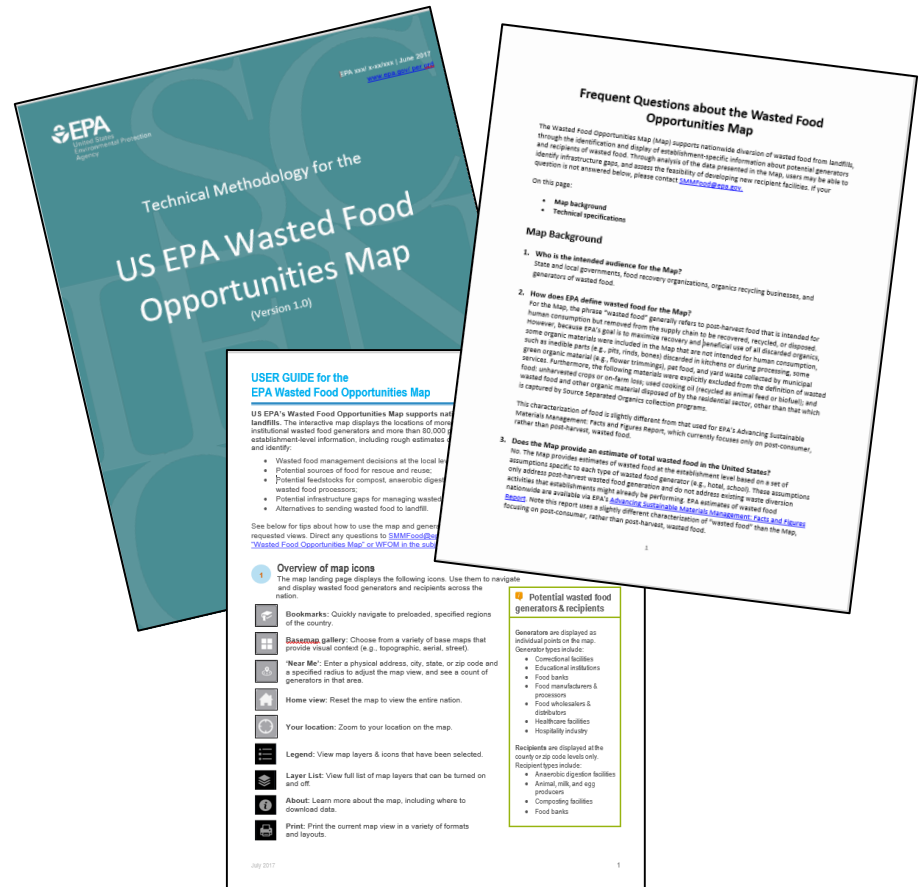 EPA xxx/ x-xx/xxx | June 2017
www.epa.gov/ per.url
EPA
United States
Environmental Protection
Agency
Technical Methodology for the
US EPA Wasted Food
Opportunities Map
(Version 1.0)
Frequent Questions about the Wasted Food
Opportunities Map
The Wasted Food Opportunities Map (Map) supports nationwide diversion of wasted food from landfills,
through the identification and display of establishment-specific information about potential generators
and recipients of wasted food. Through analysis of the data presented in the Map, users may be able to
identify infrastructure gaps, and assess the feasibility of developing new recipient facilities. If your
question is not answered below, please contact SMMFood@epa.gov.
On this page:
• Map background
• Technical specifications
Map Background
1. Who is the intended audience for the Map?
State and local governments, food recovery organizations, organics recycling businesses, and
generators of wasted food.
2. How does EPA define wasted food for the Map?
For the Map, the phrase "wasted food" generally refers to post-harvest food that is intended for
human consumption but removed from the supply chain to be recovered, recycled, or disposed.
However, because EPA's goal is to maximize recovery and beneficial use of all discarded organics,
some organic materials were included in the Map that are not intended for human consumption,
such as inedible parts (e.g., pits, rinds, bones) discarded in kitchens or during processing, some
green organic material (e.g., flower trimmings), pet food, and yard waste collected by municipal
services. Furthermore, the following materials were explicitly excluded from the definition of wasted
food: unharvested crops or on-farm loss; used cooking oil (recycled as animal feed or biofuel); and
wasted food and other organic material disposed of by the residential sector, other than that which
is captured by Source Separated Organics collection programs.
This characterization of food is slightly different from that used for EPA's Advancing Sustainable
Materials Management: Facts and Figures Report, which currently focuses only on post-consumer,
rather than post-harvest, wasted food.
3. Does the Map provide an estimate of total wasted food in the United States?
No. The Map provides estimates of wasted food at the establishment level based on a set of
assumptions specific to each type of wasted food generator (e.g., hotel, school). These assumptions
only address post-harvest wasted food generation and do not address existing waste diversion
activities that establishments might already be performing. EPA estimates of wasted food
nationwide are available via EPA's Advancing Sustainable Materials Management: Facts and Figures
Report. Note this report uses a slightly different characterization of "wasted food" than the Map,
focusing on post-consumer, rather than post-harvest, wasted food.
1
USER GUIDE for the
EPA Wasted Food Opportunities Map
US EPA's Wasted Food Opportunities Map supports nati
landfills. The interactive map displays the locations of more
institutional wasted food generators and more than 80,000 p
establishment-level information, including rough estimates o
and identify:
• Wasted food management decisions at the local lev
• Potential sources of food for rescue and reuse;
• Potential feedstocks for compost, anaerobic digest
wasted food processors;
• Potential infrastructure gaps for managing wasted
• Alternatives to sending wasted food to landfill.
See below for tips about how to use the map and genera
requested views. Direct any questions to SMMFood@ep
"Wasted Food Opportunities Map" or WFOM in the subj
1 Overview of map icons
The map landing page displays the following icons. Use them to navigate
and display wasted food generators and recipients across the
nation.
Bookmarks: Quickly navigate to preloaded, specified regions
of the country.
Basemap gallery: Choose from a variety of base maps that
provide visual context (e.g., topographic, aerial, street).
'Near Me': Enter a physical address, city, state, or zip code and
a specified radius to adjust the map view, and see a count of
generators in that area.
Home view: Reset the map to view the entire nation.
Your location: Zoom to your location on the map.
Legend: View map layers & icons that have been selected.
Layer List: View full list of map layers that can be turned on
and off.
About: Learn more about the map, including where to
download data.
Print: Print the current map view in a variety of formats
and layouts.
Potential wasted food
generators & recipients
Generators are displayed as
individual points on the map.
Generator types include:
• Correctional facilities
• Educational institutions
• Food banks
• Food manufacturers &
processors
• Food wholesalers &
distributors
• Healthcare facilities
• Hospitality industry
Recipients are displayed at the
county or zip code levels only.
Recipient types include:
• Anaerobic digestion facilities
• Animal, milk, and egg
producers
• Composting facilities
• Food banks
July 2017
1